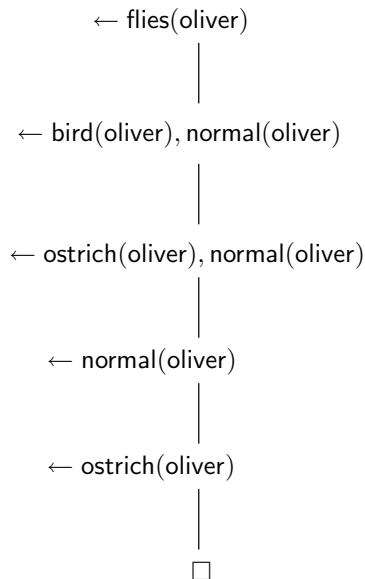 ← flies(oliver)
← bird(oliver), normal(oliver)
← ostrich(oliver), normal(oliver)
← normal(oliver)
← ostrich(oliver)
□